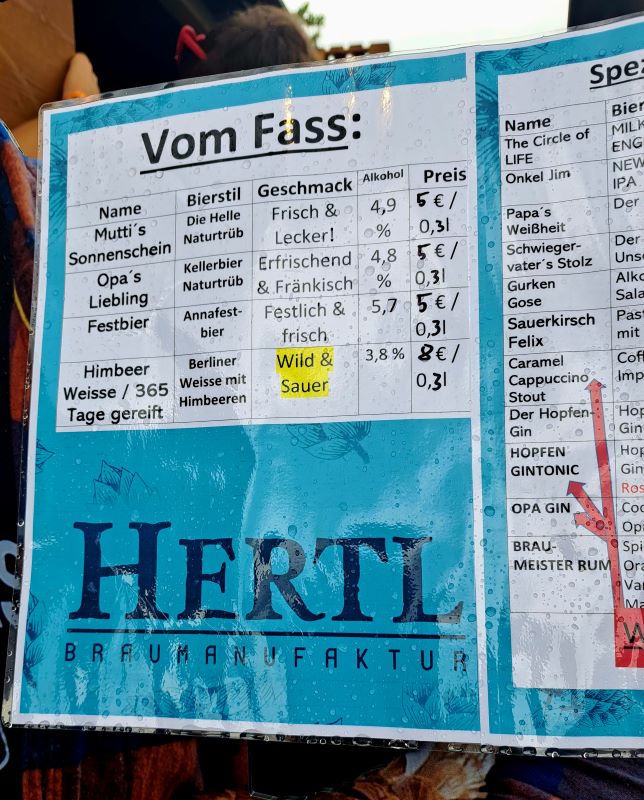 Vom Fass:
Name Bierstil Geschmack Alkohol Preis
Mutti´s Sonnenschein Die Helle Naturtrüb Frisch & Lecker! 4,9 % 5 € / 0,3l
Opa´s Liebling Kellerbier Naturtrüb Erfrischend & Fränkisch 4,8 % 5 € / 0,3l
Festbier Annafest-bier Festlich & frisch 5,7 5 € / 0,3l
Himbeer Weisse / 365 Tage gereift Berliner Weisse mit Himbeeren Wild & Sauer 3,8 % 8 € / 0,3l
HERTL
BRAUMANUFAKTUR
Name
The Circle of
LIFE
Onkel Jim
Papa´s
Weißheit
Schwieger-
vater´s Stolz
Gurken
Gose
Sauerkirsch
Felix
Caramel
Cappuccino
Stout
Der Hopfen-
Gin
HOPFEN
GINTONIC
OPA GIN
BRAU-
MEISTER RUM
IPA
Der
Der